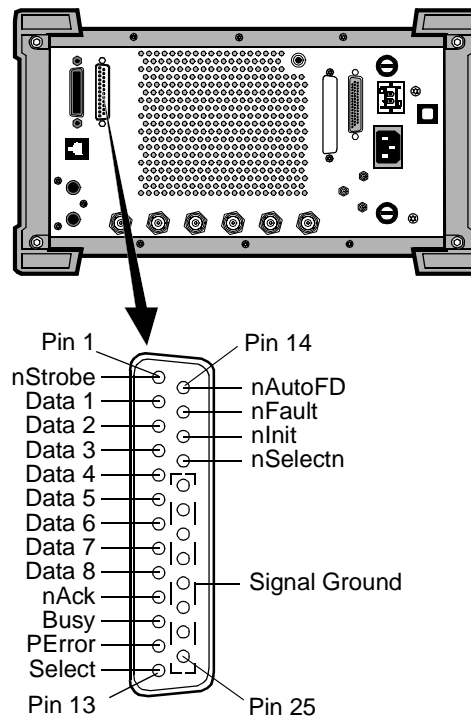 Pin 1
Pin 14
nStrobe
nAutoFD
Data 1
nFault
Data 2
nInit
Data 3
nSelectn
Data 4
Data 5
Data 6
Data 7
Data 8
Signal Ground
nAck
Busy
PError
Select
Pin 13
Pin 25